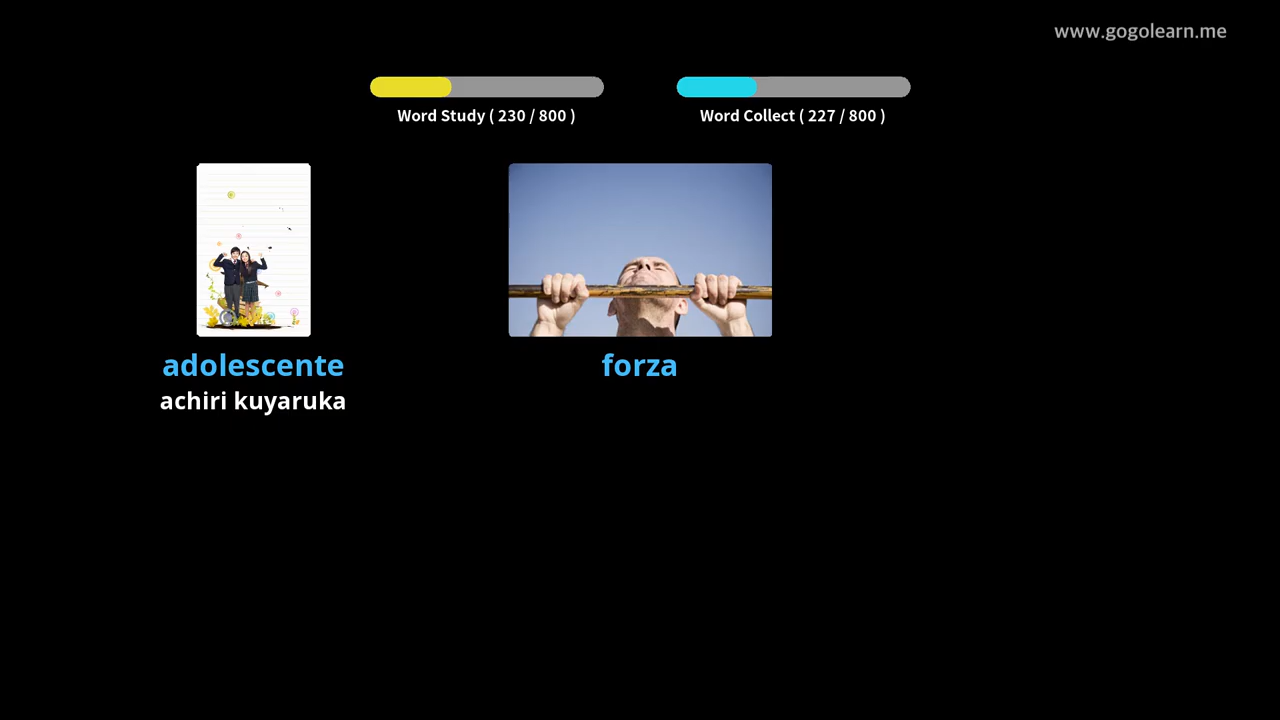 www.gogolearn.me
Word Study ( 230 / 800 )
Word Collect ( 227 / 800 )
adolescente
achiri kuyaruka
forza